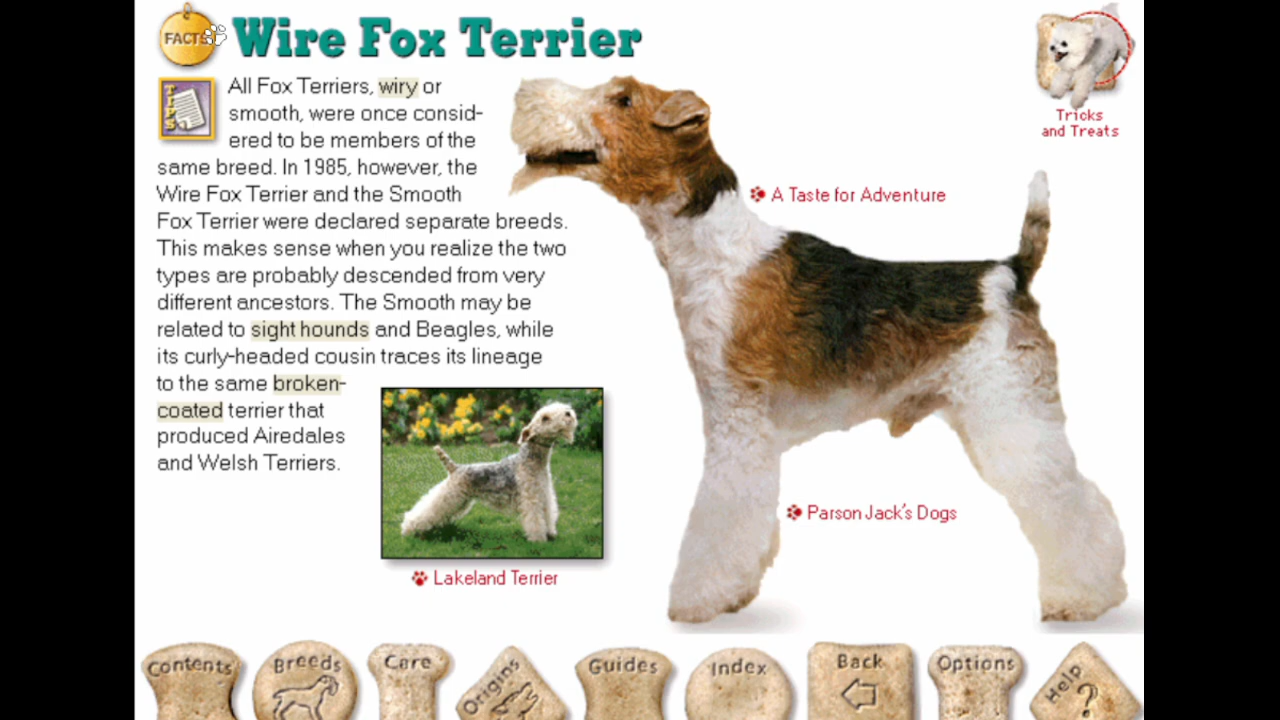 FACTS
Wire Fox Terrier
TIPS
All Fox Terriers, wiry or
smooth, were once consid-
ered to be members of the
same breed. In 1985, however, the
Wire Fox Terrier and the Smooth
Fox Terrier were declared separate breeds.
This makes sense when you realize the two
types are probably descended from very
different ancestors. The Smooth may be
related to sight hounds and Beagles, while
its curly-headed cousin traces its lineage
to the same broken-
coated terrier that
produced Airedales
and Welsh Terriers.
Tricks
and Treats
A Taste for Adventure
Parson Jack's Dogs
Lakeland Terrier
Contents
Breeds
Care
Origins
Guides
Index
Back
Options
Help
?